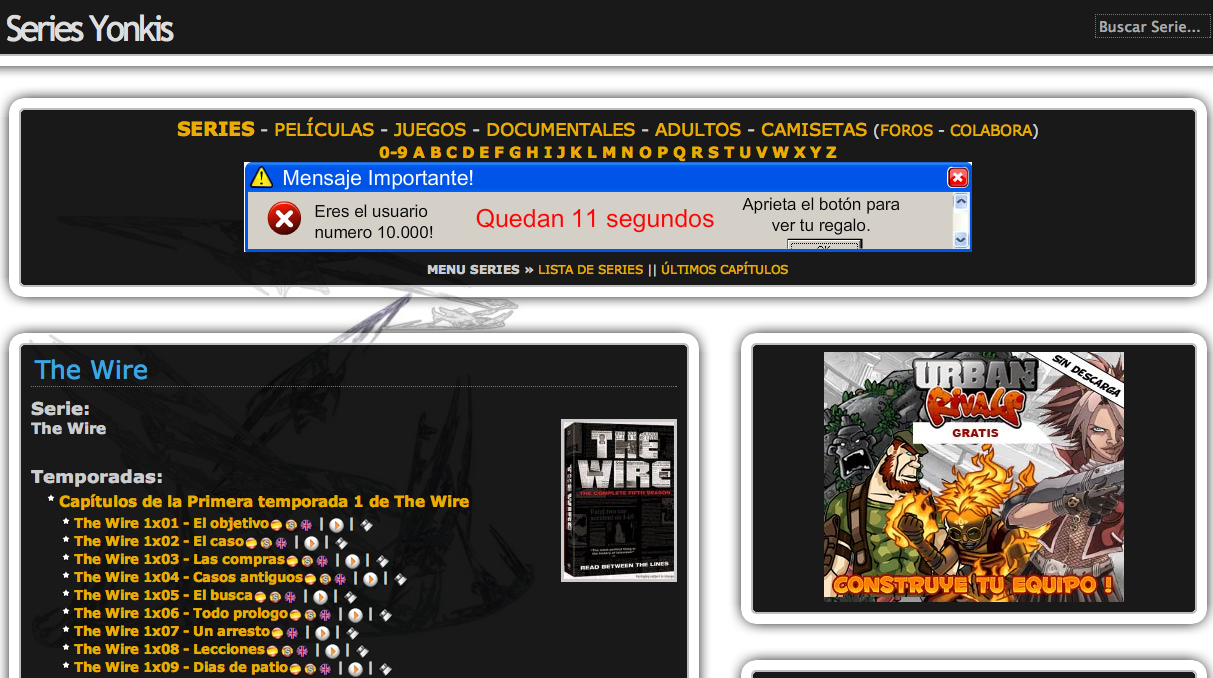 Series Yonkis
Buscar Serie...
SERIES - PELÍCULAS - JUEGOS - DOCUMENTALES - ADULTOS - CAMISETAS (FOROS - COLABORA)
0-9 A B C D E F G H I J K L M N O P Q R S T U V W X Y Z
Mensaje Importante!
Eres el usuario
numero 10.000!
Quedan 11 segundos
Aprieta el botón para
ver tu regalo.
MENU SERIES » LISTA DE SERIES || ÚLTIMOS CAPÍTULOS
The Wire
Serie:
The Wire
Temporadas:
Capítulos de la Primera temporada 1 de The Wire
The Wire 1x01 - El objetivo | |
The Wire 1x02 - El caso | |
The Wire 1x03 - Las compras | |
The Wire 1x04 - Casos antiguos | |
The Wire 1x05 - El busca | |
The Wire 1x06 - Todo prologo | |
The Wire 1x07 - Un arresto | |
The Wire 1x08 - Lecciones | |
The Wire 1x09 - Dias de patio | |
THE
WIRE
THE COMPLETE FIFTH SEASON
READ BETWEEN THE LINES
SIN DESCARGA
URBAN
RIVALS
GRATIS
CONSTRUYE TU EQUIPO !